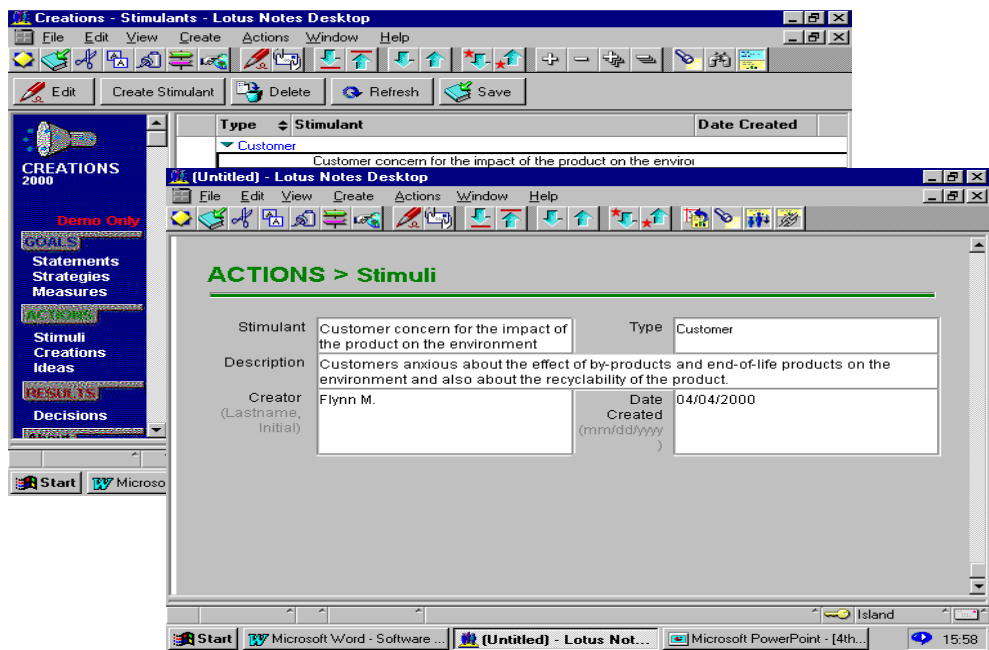 Creations - Stimulants - Lotus Notes Desktop
File Edit View Create Actions Window Help
Edit Create Stimulant Delete Refresh Save
Type Stimulant Date Created
Customer
Customer concern for the impact of the product on the enviror
CREATIONS
2000
Demo Only
GOALS
Statements
Strategies
Measures
ACTIONS
Stimuli
Creations
Ideas
RESULTS
Decisions
Start Microso
(Untitled) - Lotus Notes Desktop
File Edit View Create Actions Window Help
ACTIONS > Stimuli
Stimulant Customer concern for the impact of
the product on the environment
Type Customer
Description Customers anxious about the effect of by-products and end-of-life products on the
environment and also about the recyclability of the product.
Creator Flynn M.
(Lastname,
Initial)
Date 04/04/2000
Created
(mm/dd/yyyy
)
Island
Start Microsoft Word - Software ... (Untitled) - Lotus Not... Microsoft PowerPoint - [4th... 15:58